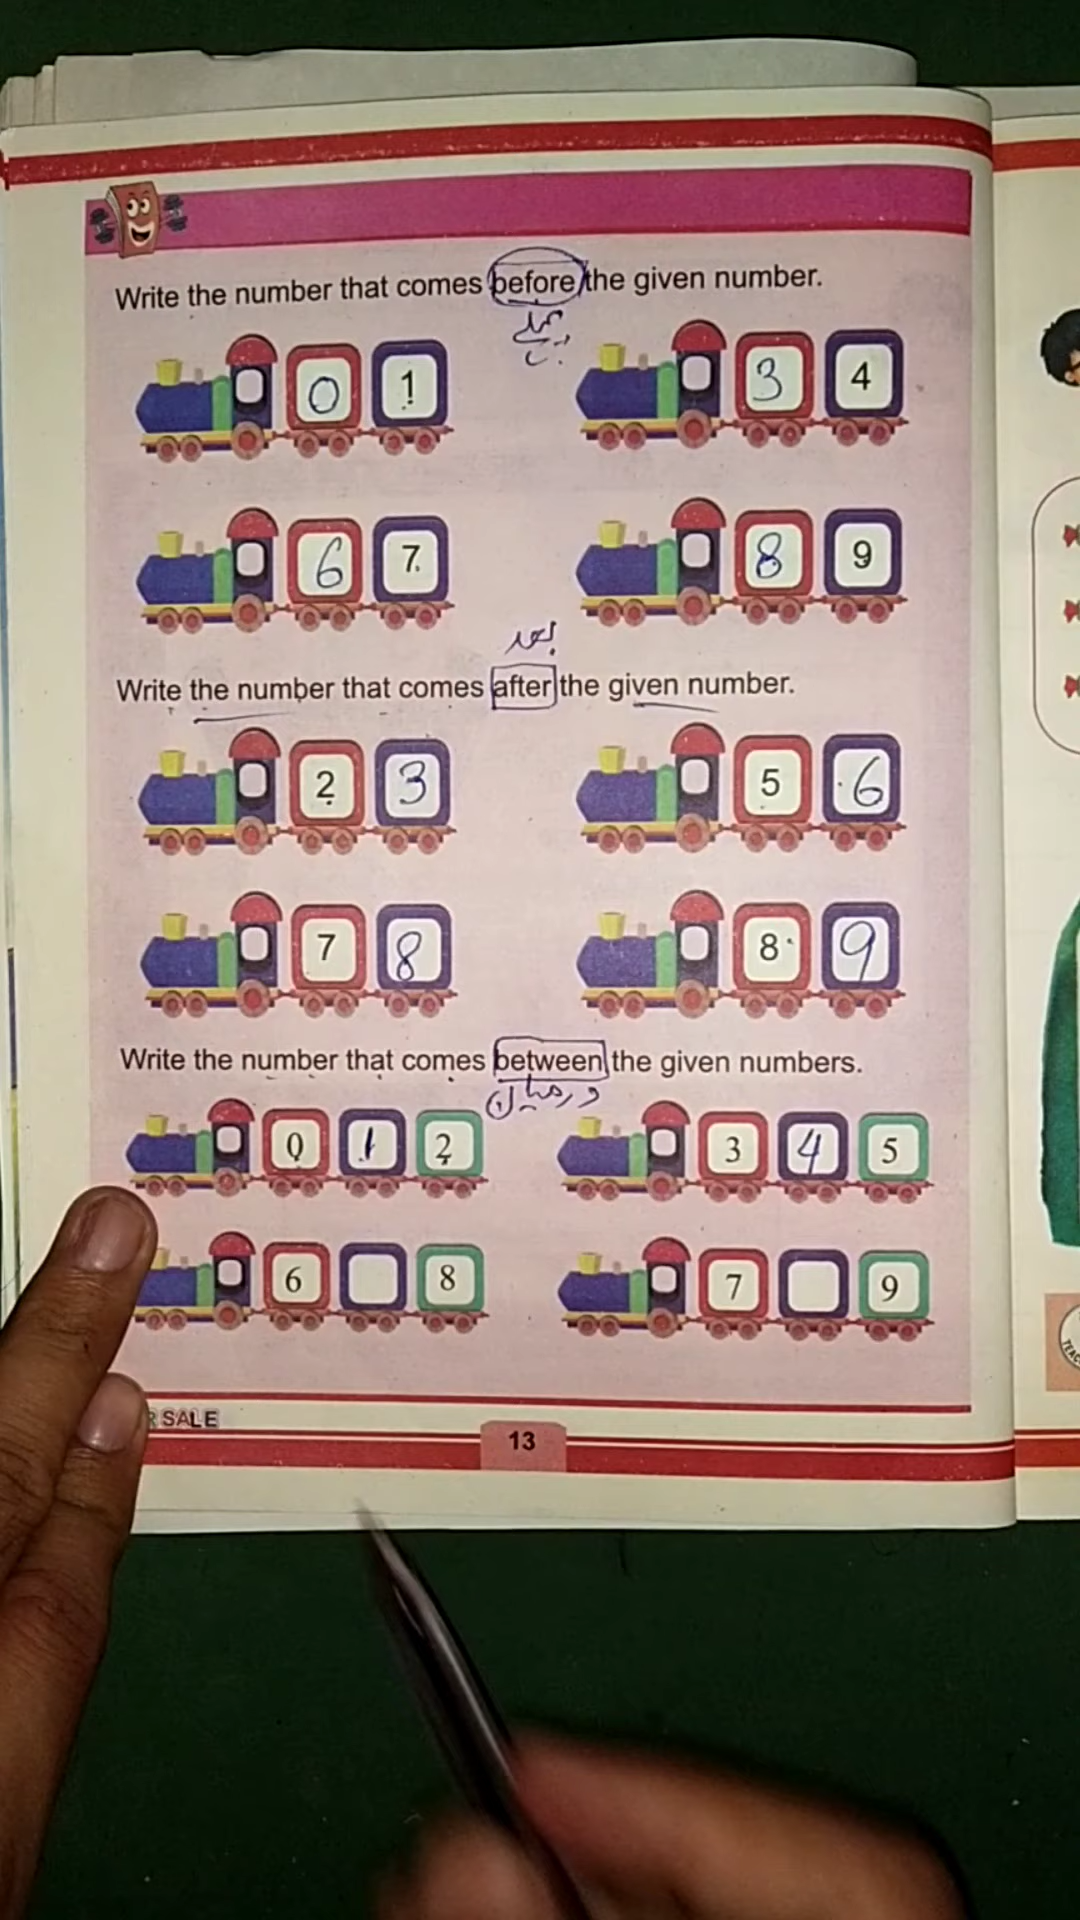 Write the number that comes before the given number.
پہلے
0 1 3 4
6 7 8 9
بعد
Write the number that comes after the given number.
2 3 5 6
7 8 8 9
Write the number that comes between the given numbers.
درمیان
0 1 2 3 4 5
6 8 7 9
SALE
13